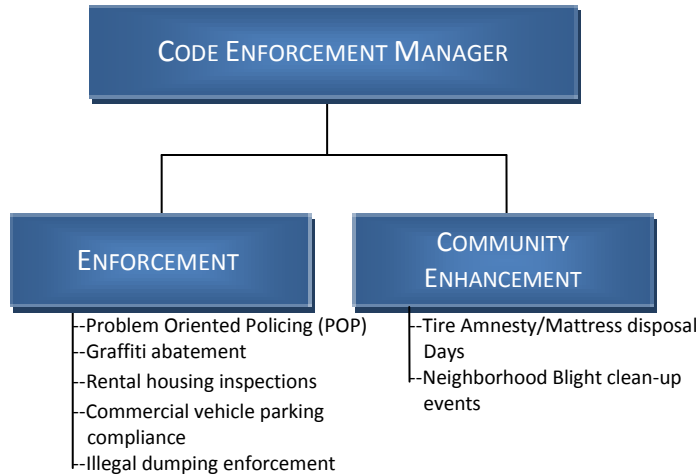 CODE ENFORCEMENT MANAGER
ENFORCEMENT
--Problem Oriented Policing (POP)
--Graffiti abatement
--Rental housing inspections
--Commercial vehicle parking
compliance
--Illegal dumping enforcement
COMMUNITY
ENHANCEMENT
--Tire Amnesty/Mattress disposal
Days
--Neighborhood Blight clean-up
events